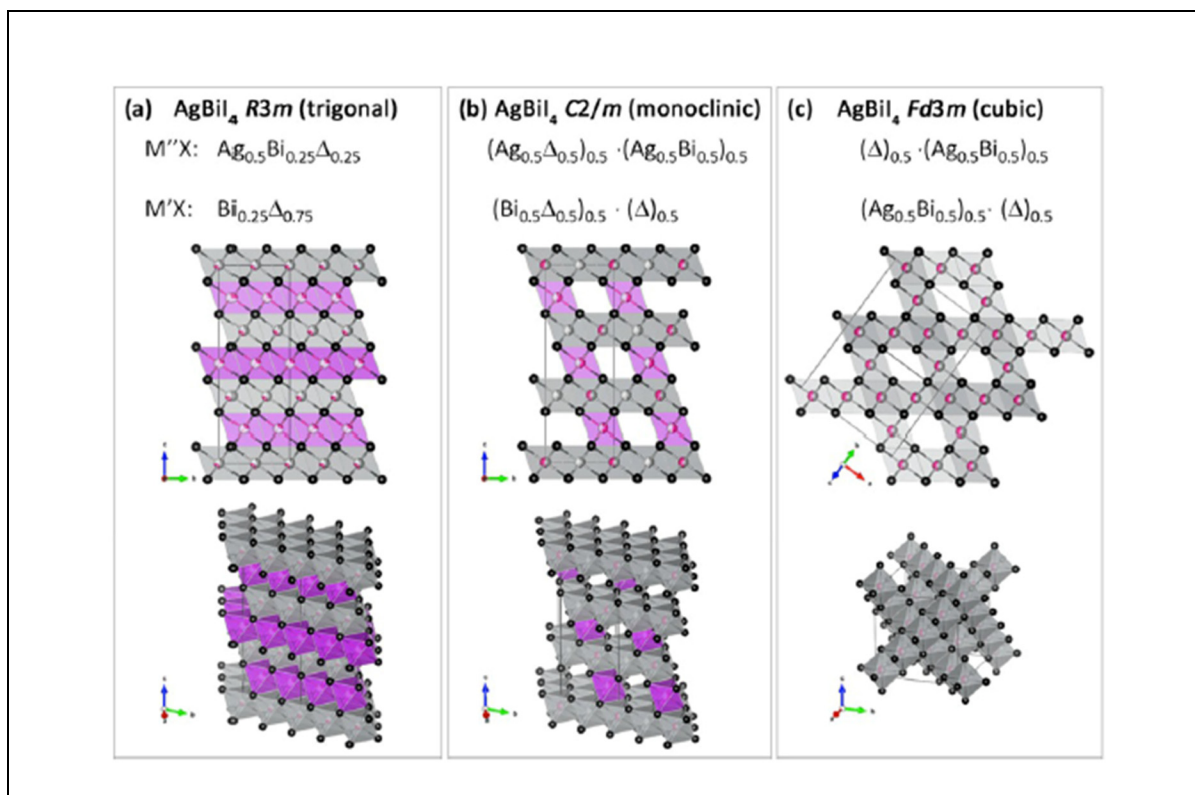 (a) AgBiI₄ R3m (trigonal)
M''X: Ag₀.₅Bi₀.₂₅Δ₀.₂₅
M'X: Bi₀.₂₅Δ₀.₇₅
c
b
c
b
a
(b) AgBiI₄ C2/m (monoclinic)
(Ag₀.₅Δ₀.₅)₀.₅ ·(Ag₀.₅Bi₀.₅)₀.₅
(Bi₀.₅Δ₀.₅)₀.₅ · (Δ)₀.₅
c
b
c
b
a
(c) AgBiI₄ Fd3m (cubic)
(Δ)₀.₅ ·(Ag₀.₅Bi₀.₅)₀.₅
(Ag₀.₅Bi₀.₅)₀.₅· (Δ)₀.₅
b
c
a
c
b